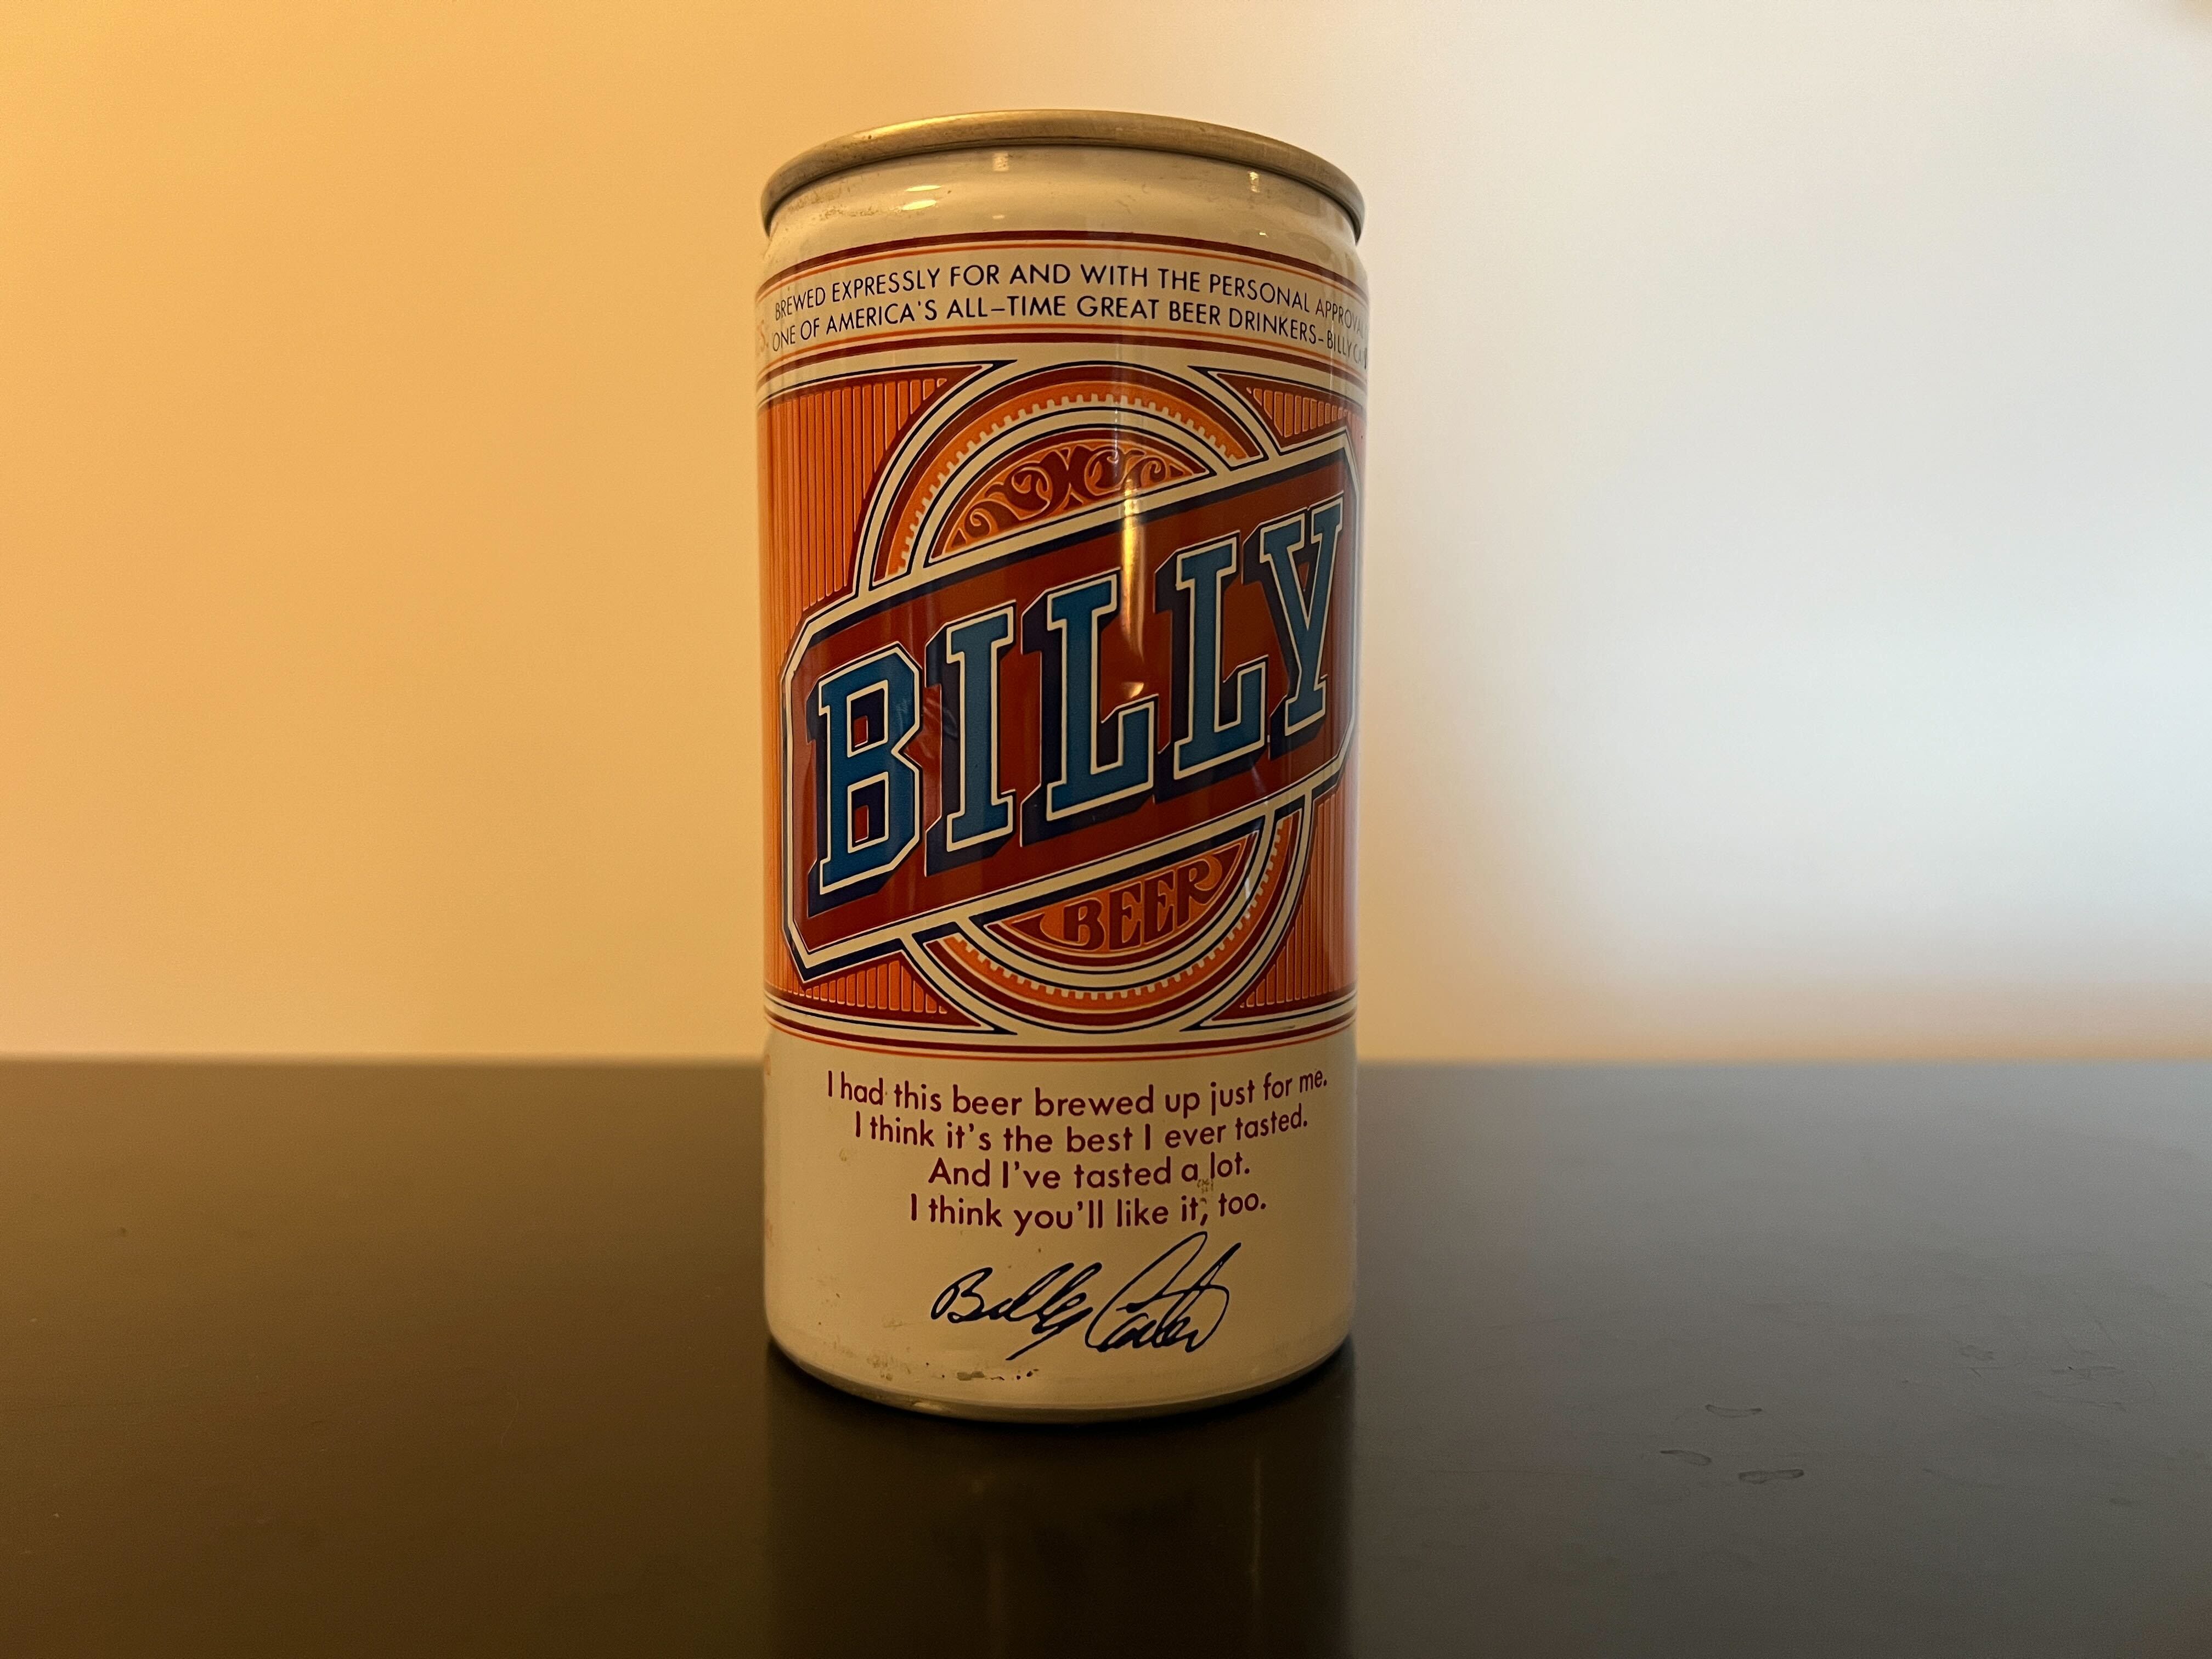 BREWED EXPRESSLY FOR AND WITH THE PERSONAL APPROVAL
ONE OF AMERICA'S ALL-TIME GREAT BEER DRINKERS-BILLY
BILLY
BEER
I had this beer brewed up just for me.
I think it's the best I ever tasted.
And I've tasted a lot.
I think you'll like it, too.
Billy Carter